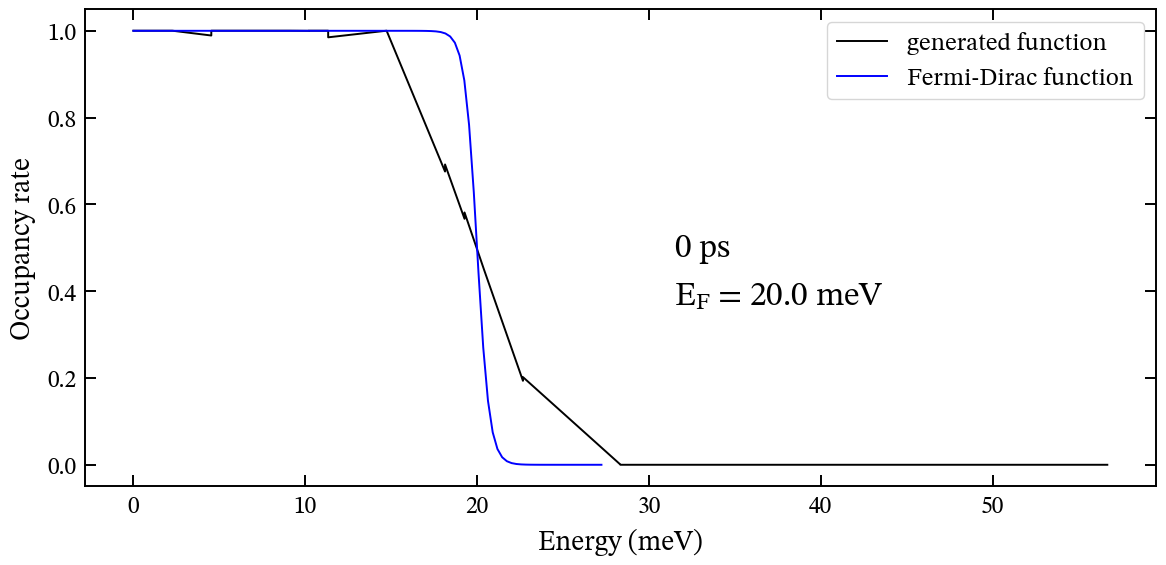 1.0
0.8
0.6
0.4
0.2
0.0
Occupancy rate
generated function
Fermi-Dirac function
0 ps
E_F = 20.0 meV
0 10 20 30 40 50
Energy (meV)